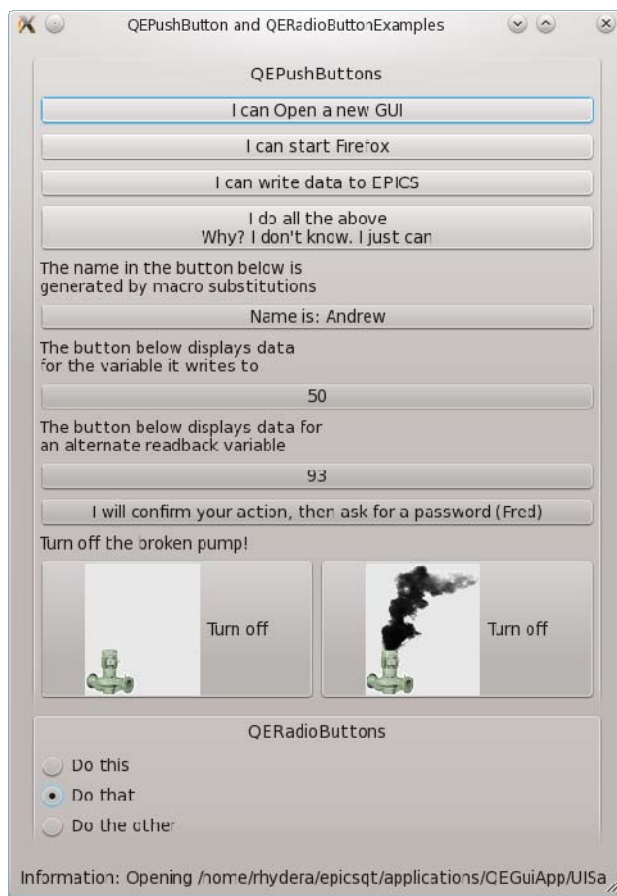 QEPushButton and QERadioButtonExamples
QEPushButtons
I can Open a new GUI
I can start Firefox
I can write data to EPICS
I do all the above
Why? I don't know. I just can
The name in the button below is
generated by macro substitutions
Name is: Andrew
The button below displays data
for the variable it writes to
50
The button below displays data for
an alternate readback variable
93
I will confirm your action, then ask for a password (Fred)
Turn off the broken pump!
Turn off
Turn off
QERadioButtons
Do this
Do that
Do the other
Information: Opening /home/rhydera/epicsqt/applications/QEGuiApp/UISa